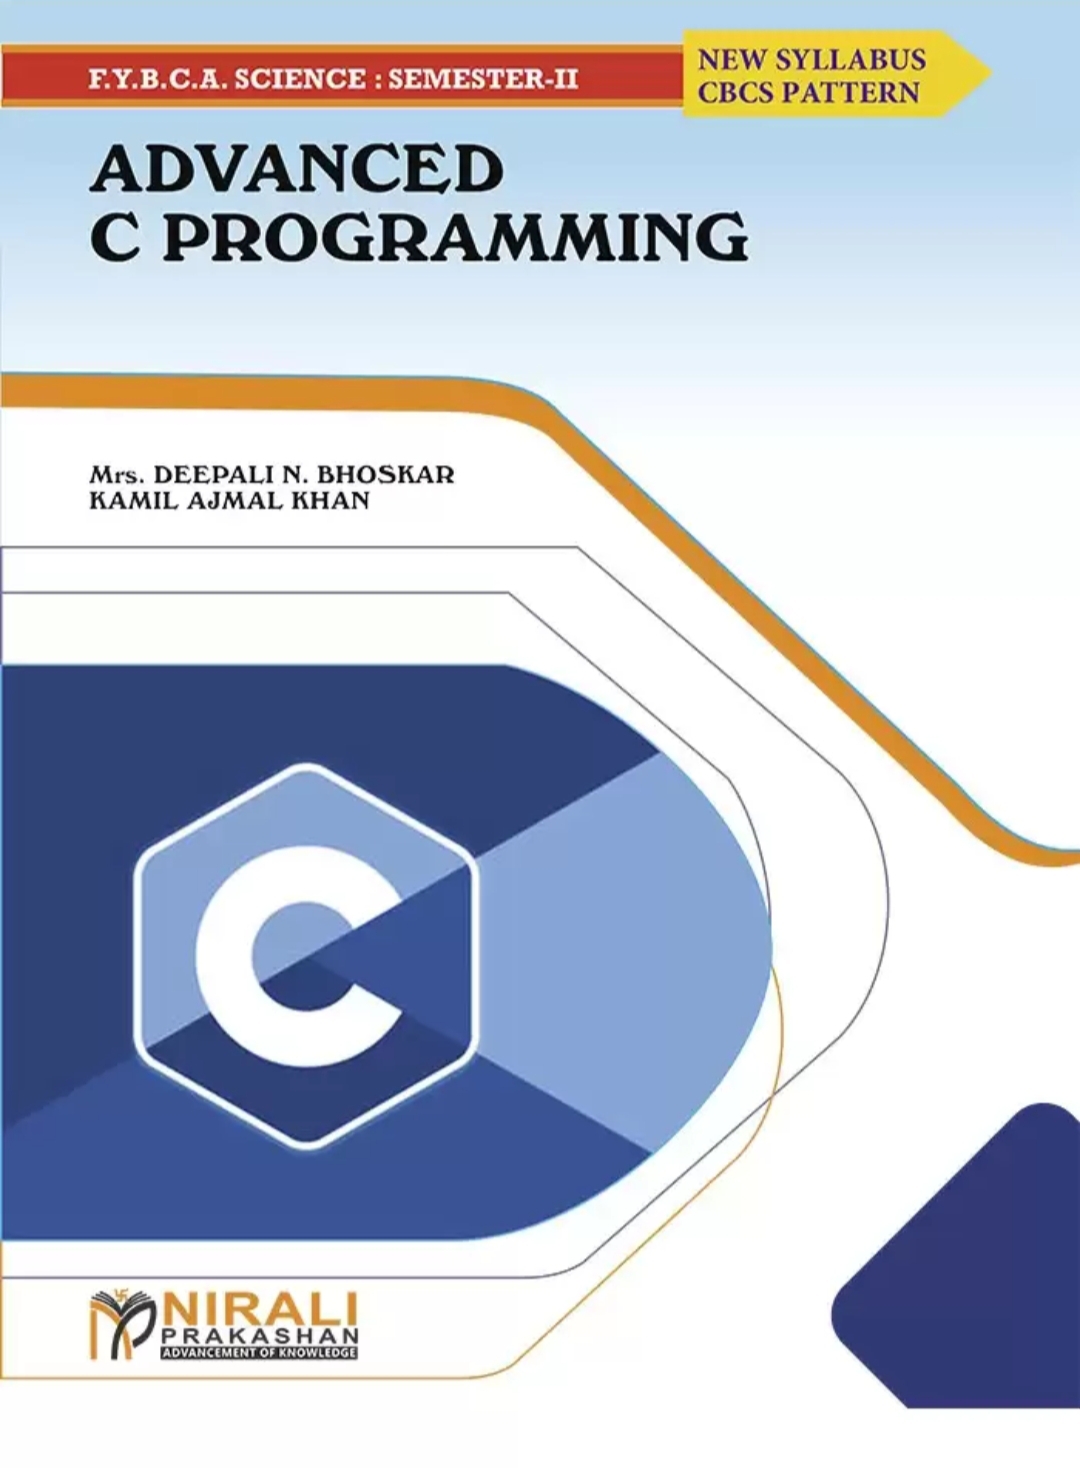 F.Y.B.C.A. SCIENCE : SEMESTER-II
NEW SYLLABUS
CBCS PATTERN
ADVANCED
C PROGRAMMING
Mrs. DEEPALI N. BHOSKAR
KAMIL AJMAL KHAN
C
NIRALI
PRAKASHAN
ADVANCEMENT OF KNOWLEDGE